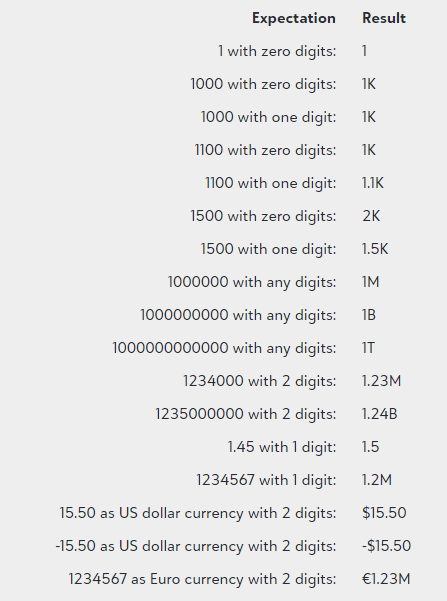 Expectation Result
1 with zero digits: 1
1000 with zero digits: 1K
1000 with one digit: 1K
1100 with zero digits: 1K
1100 with one digit: 1.1K
1500 with zero digits: 2K
1500 with one digit: 1.5K
1000000 with any digits: 1M
1000000000 with any digits: 1B
1000000000000 with any digits: 1T
1234000 with 2 digits: 1.23M
1235000000 with 2 digits: 1.24B
1.45 with 1 digit: 1.5
1234567 with 1 digit: 1.2M
15.50 as US dollar currency with 2 digits: $15.50
-15.50 as US dollar currency with 2 digits: -$15.50
1234567 as Euro currency with 2 digits: €1.23M